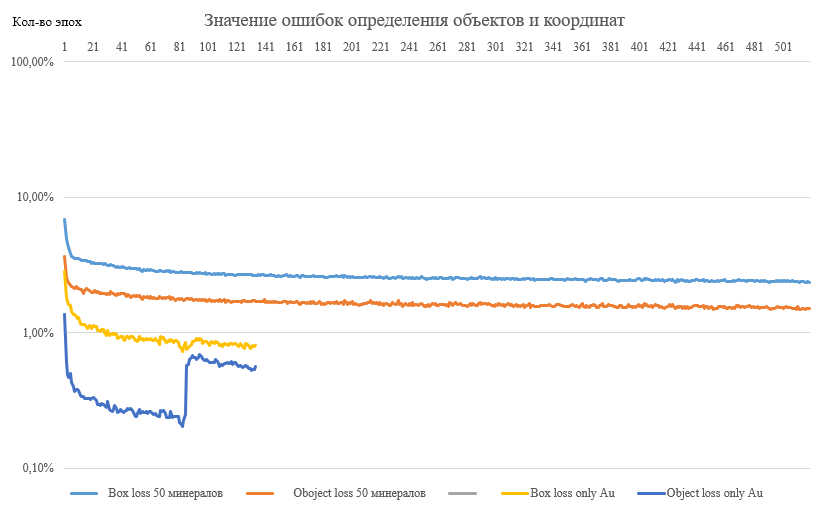 Значение ошибок определения объектов и координат
Кол-во эпох
1 21 41 61 81 101 121 141 161 181 201 221 241 261 281 301 321 341 361 381 401 421 441 461 481 501
100,00%
10,00%
1,00%
0,10%
Box loss 50 минералов Oboject loss 50 минералов Box loss only Au Object loss only Au